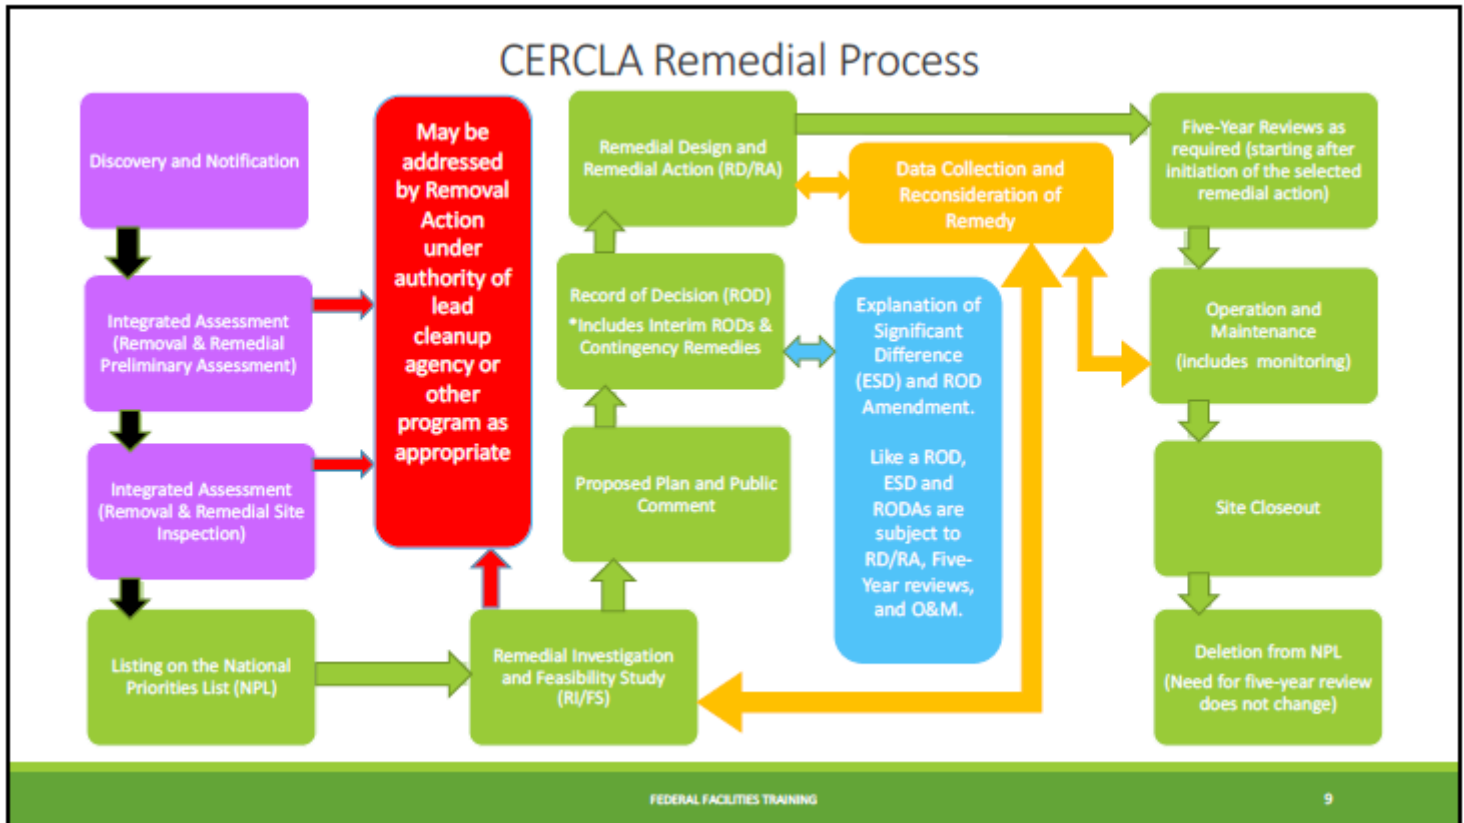 CERCLA Remedial Process
Discovery and Notification
Integrated Assessment
(Removal & Remedial
Preliminary Assessment)
Integrated Assessment
(Removal & Remedial Site
Inspection)
Listing on the National
Priorities List (NPL)
May be
addressed
by Removal
Action
under
authority of
lead
cleanup
agency or
other
program as
appropriate
Remedial Investigation
and Feasibility Study
(RI/FS)
Proposed Plan and Public
Comment
Record of Decision (ROD)
*Includes Interim RODs &
Contingency Remedies
Remedial Design and
Remedial Action (RD/RA)
Data Collection and
Reconsideration of
Remedy
Explanation of
Significant
Difference
(ESD) and ROD
Amendment.
Like a ROD,
ESD and
RODAs are
subject to
RD/RA, Five-
Year reviews,
and O&M.
Five-Year Reviews as
required (starting after
initiation of the selected
remedial action)
Operation and
Maintenance
(includes monitoring)
Site Closeout
Deletion from NPL
(Need for five-year review
does not change)
FEDERAL FACILITIES TRAINING
9